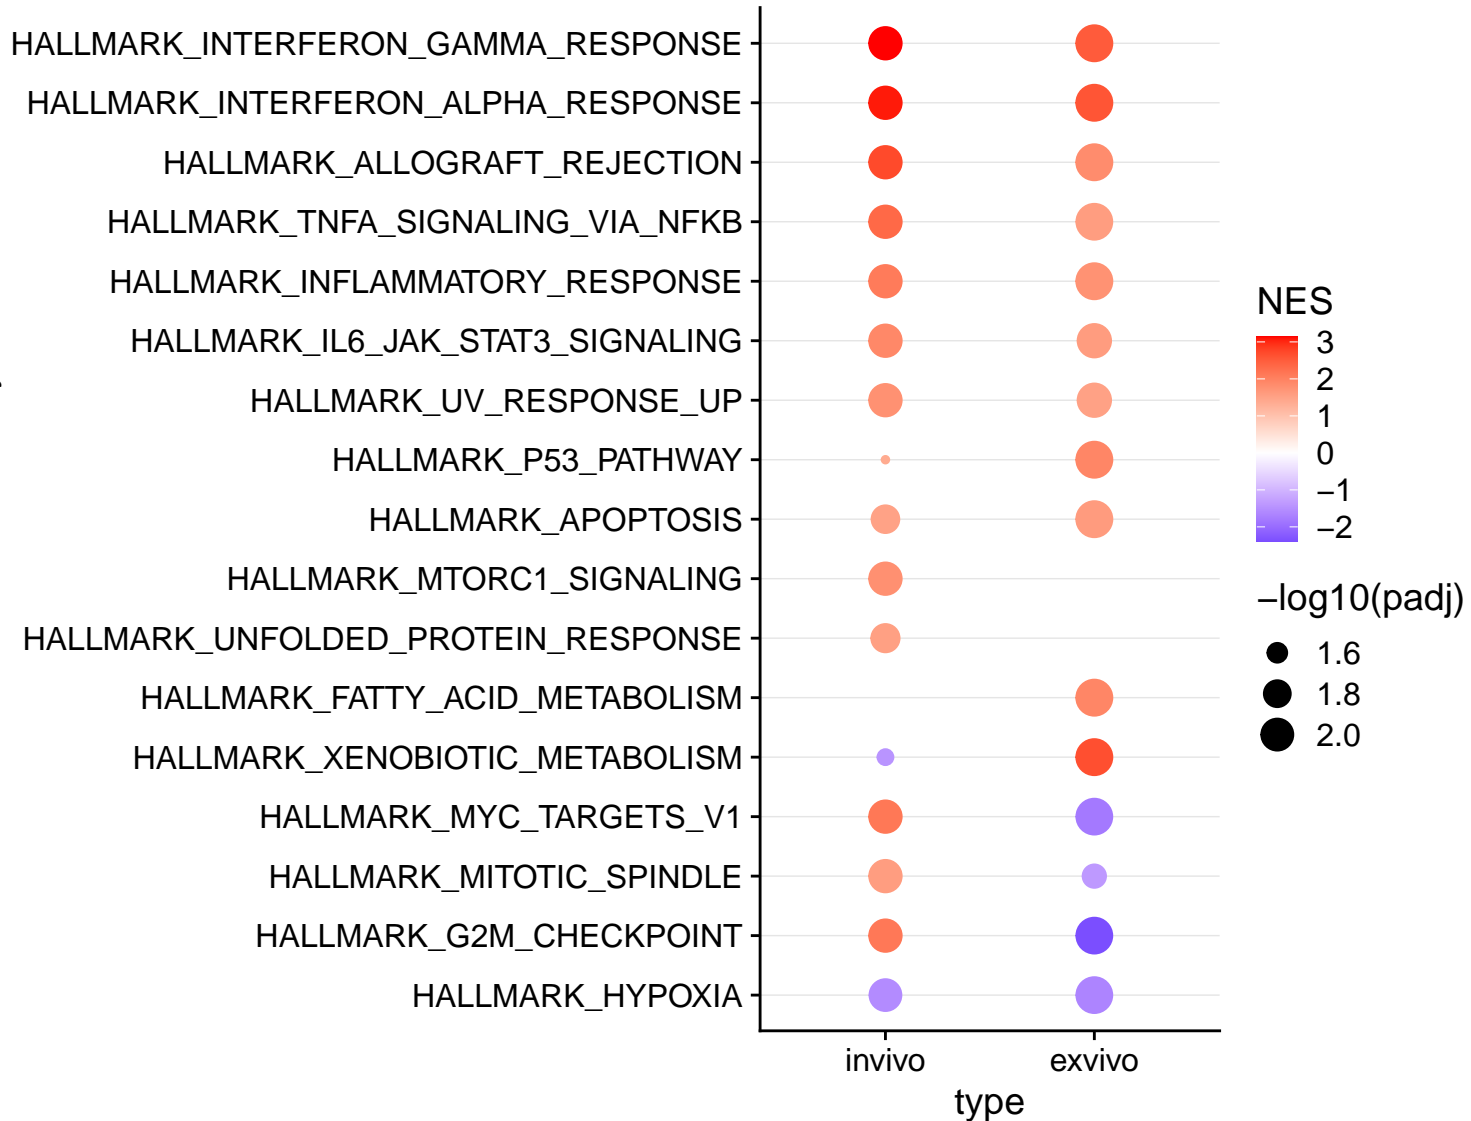 HALLMARK_INTERFERON_GAMMA_RESPONSE
HALLMARK_INTERFERON_ALPHA_RESPONSE
HALLMARK_ALLOGRAFT_REJECTION
HALLMARK_TNFA_SIGNALING_VIA_NFKB
HALLMARK_INFLAMMATORY_RESPONSE
HALLMARK_IL6_JAK_STAT3_SIGNALING
HALLMARK_UV_RESPONSE_UP
HALLMARK_P53_PATHWAY
HALLMARK_APOPTOSIS
HALLMARK_MTORC1_SIGNALING
HALLMARK_UNFOLDED_PROTEIN_RESPONSE
HALLMARK_FATTY_ACID_METABOLISM
HALLMARK_XENOBIOTIC_METABOLISM
HALLMARK_MYC_TARGETS_V1
HALLMARK_MITOTIC_SPINDLE
HALLMARK_G2M_CHECKPOINT
HALLMARK_HYPOXIA
invivo exvivo
type
NES
3
2
1
0
−1
−2
−log10(padj)
1.6
1.8
2.0